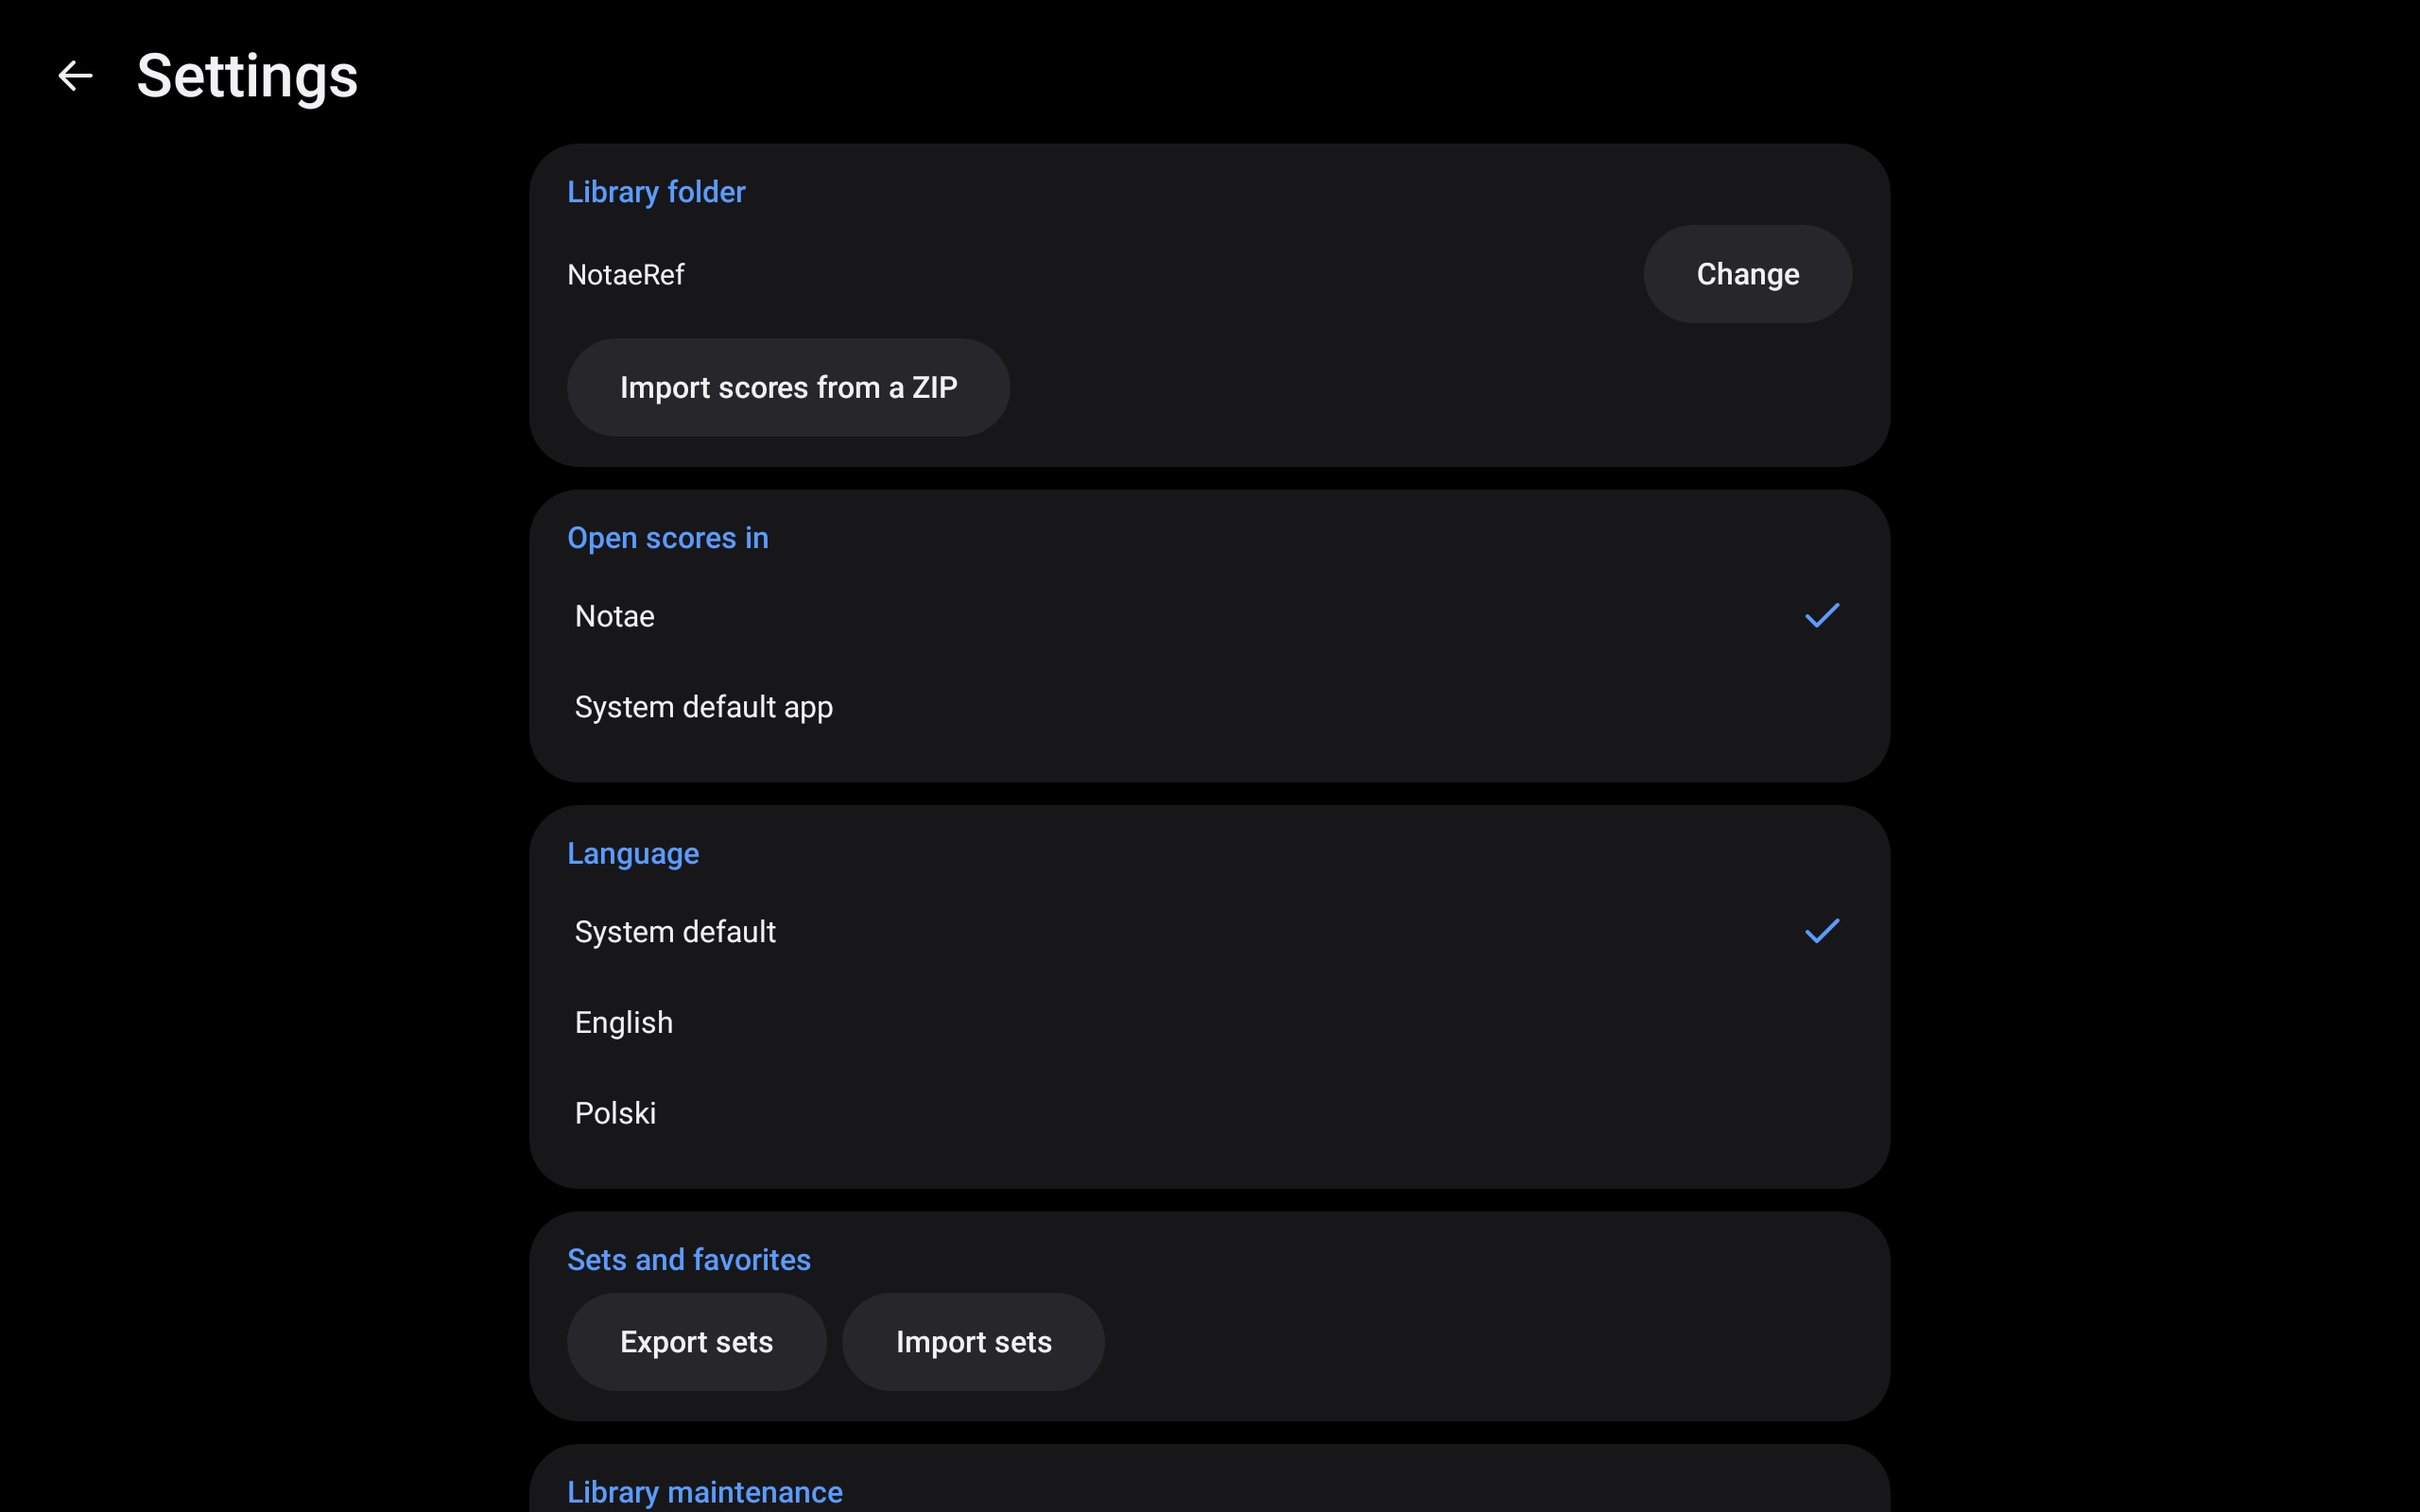 Settings
Library folder
NotaeRef
Change
Import scores from a ZIP
Open scores in
Notae
System default app
Language
System default
English
Polski
Sets and favorites
Export sets
Import sets
Library maintenance